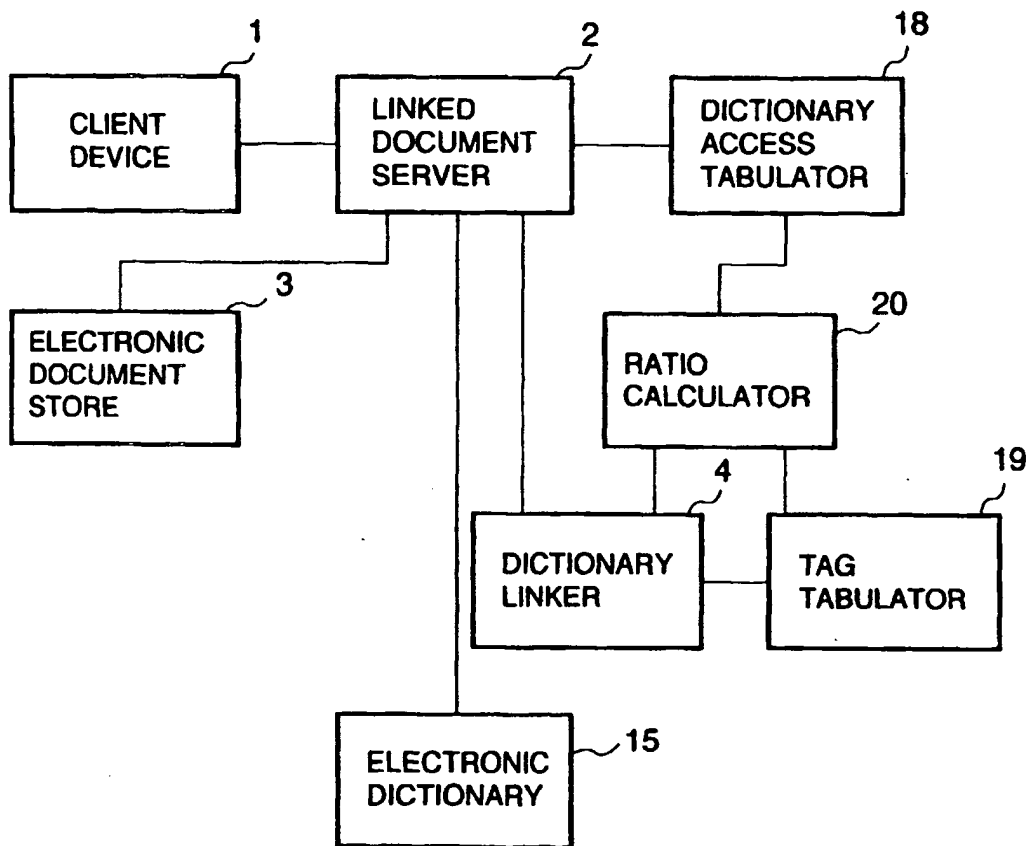 1
CLIENT
DEVICE
2
LINKED
DOCUMENT
SERVER
18
DICTIONARY
ACCESS
TABULATOR
3
ELECTRONIC
DOCUMENT
STORE
20
RATIO
CALCULATOR
4
DICTIONARY
LINKER
19
TAG
TABULATOR
15
ELECTRONIC
DICTIONARY